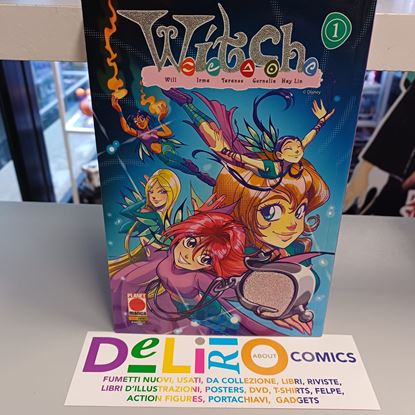 Witch
1
Will Irma Taranee Cornelia Hay Lin
© Disney
PLANET
MANGA
DeLiRiO ABOUT COMICS
FUMETTI NUOVI, USATI, DA COLLEZIONE, LIBRI, RIVISTE,
LIBRI D'ILLUSTRAZIONI, POSTERS, DVD, T-SHIRTS, FELPE,
ACTION FIGURES, PORTACHIAVI, GADGETS